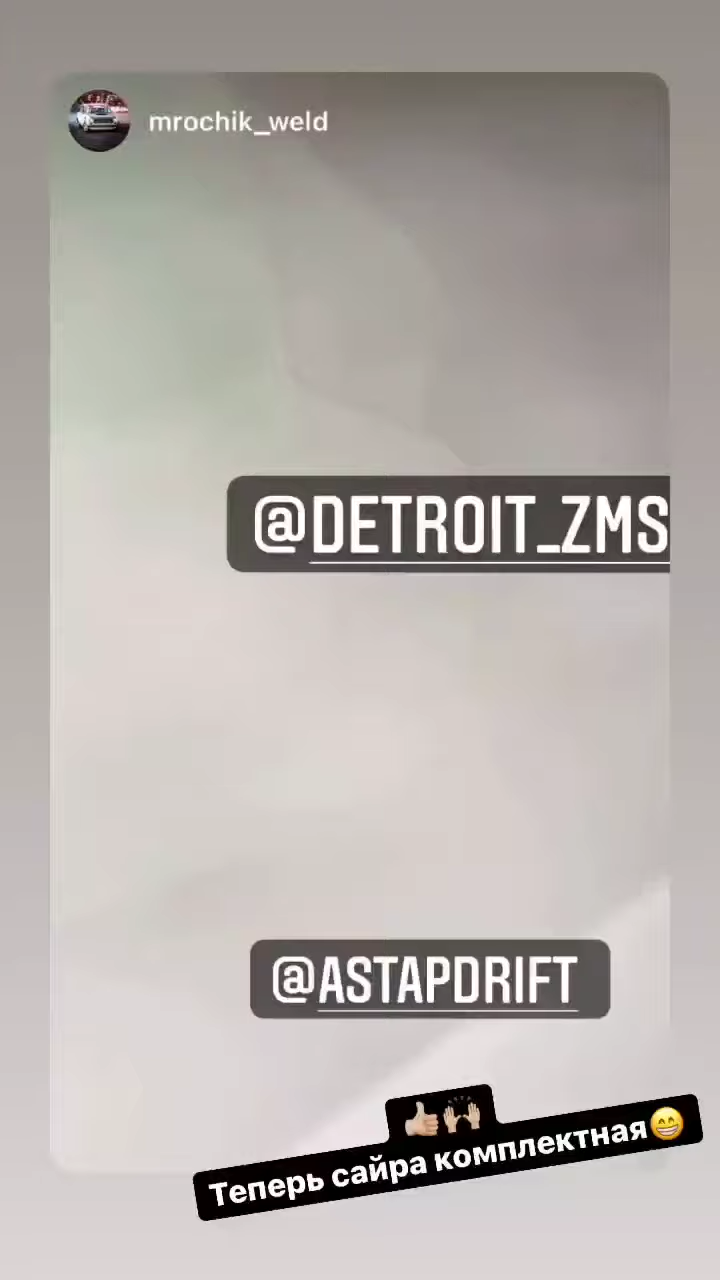 mrochik_weld
@DETROIT_ZMS
@ASTAPDRIFT
👍🏻🙌🏻
Теперь сайра комплектная😁